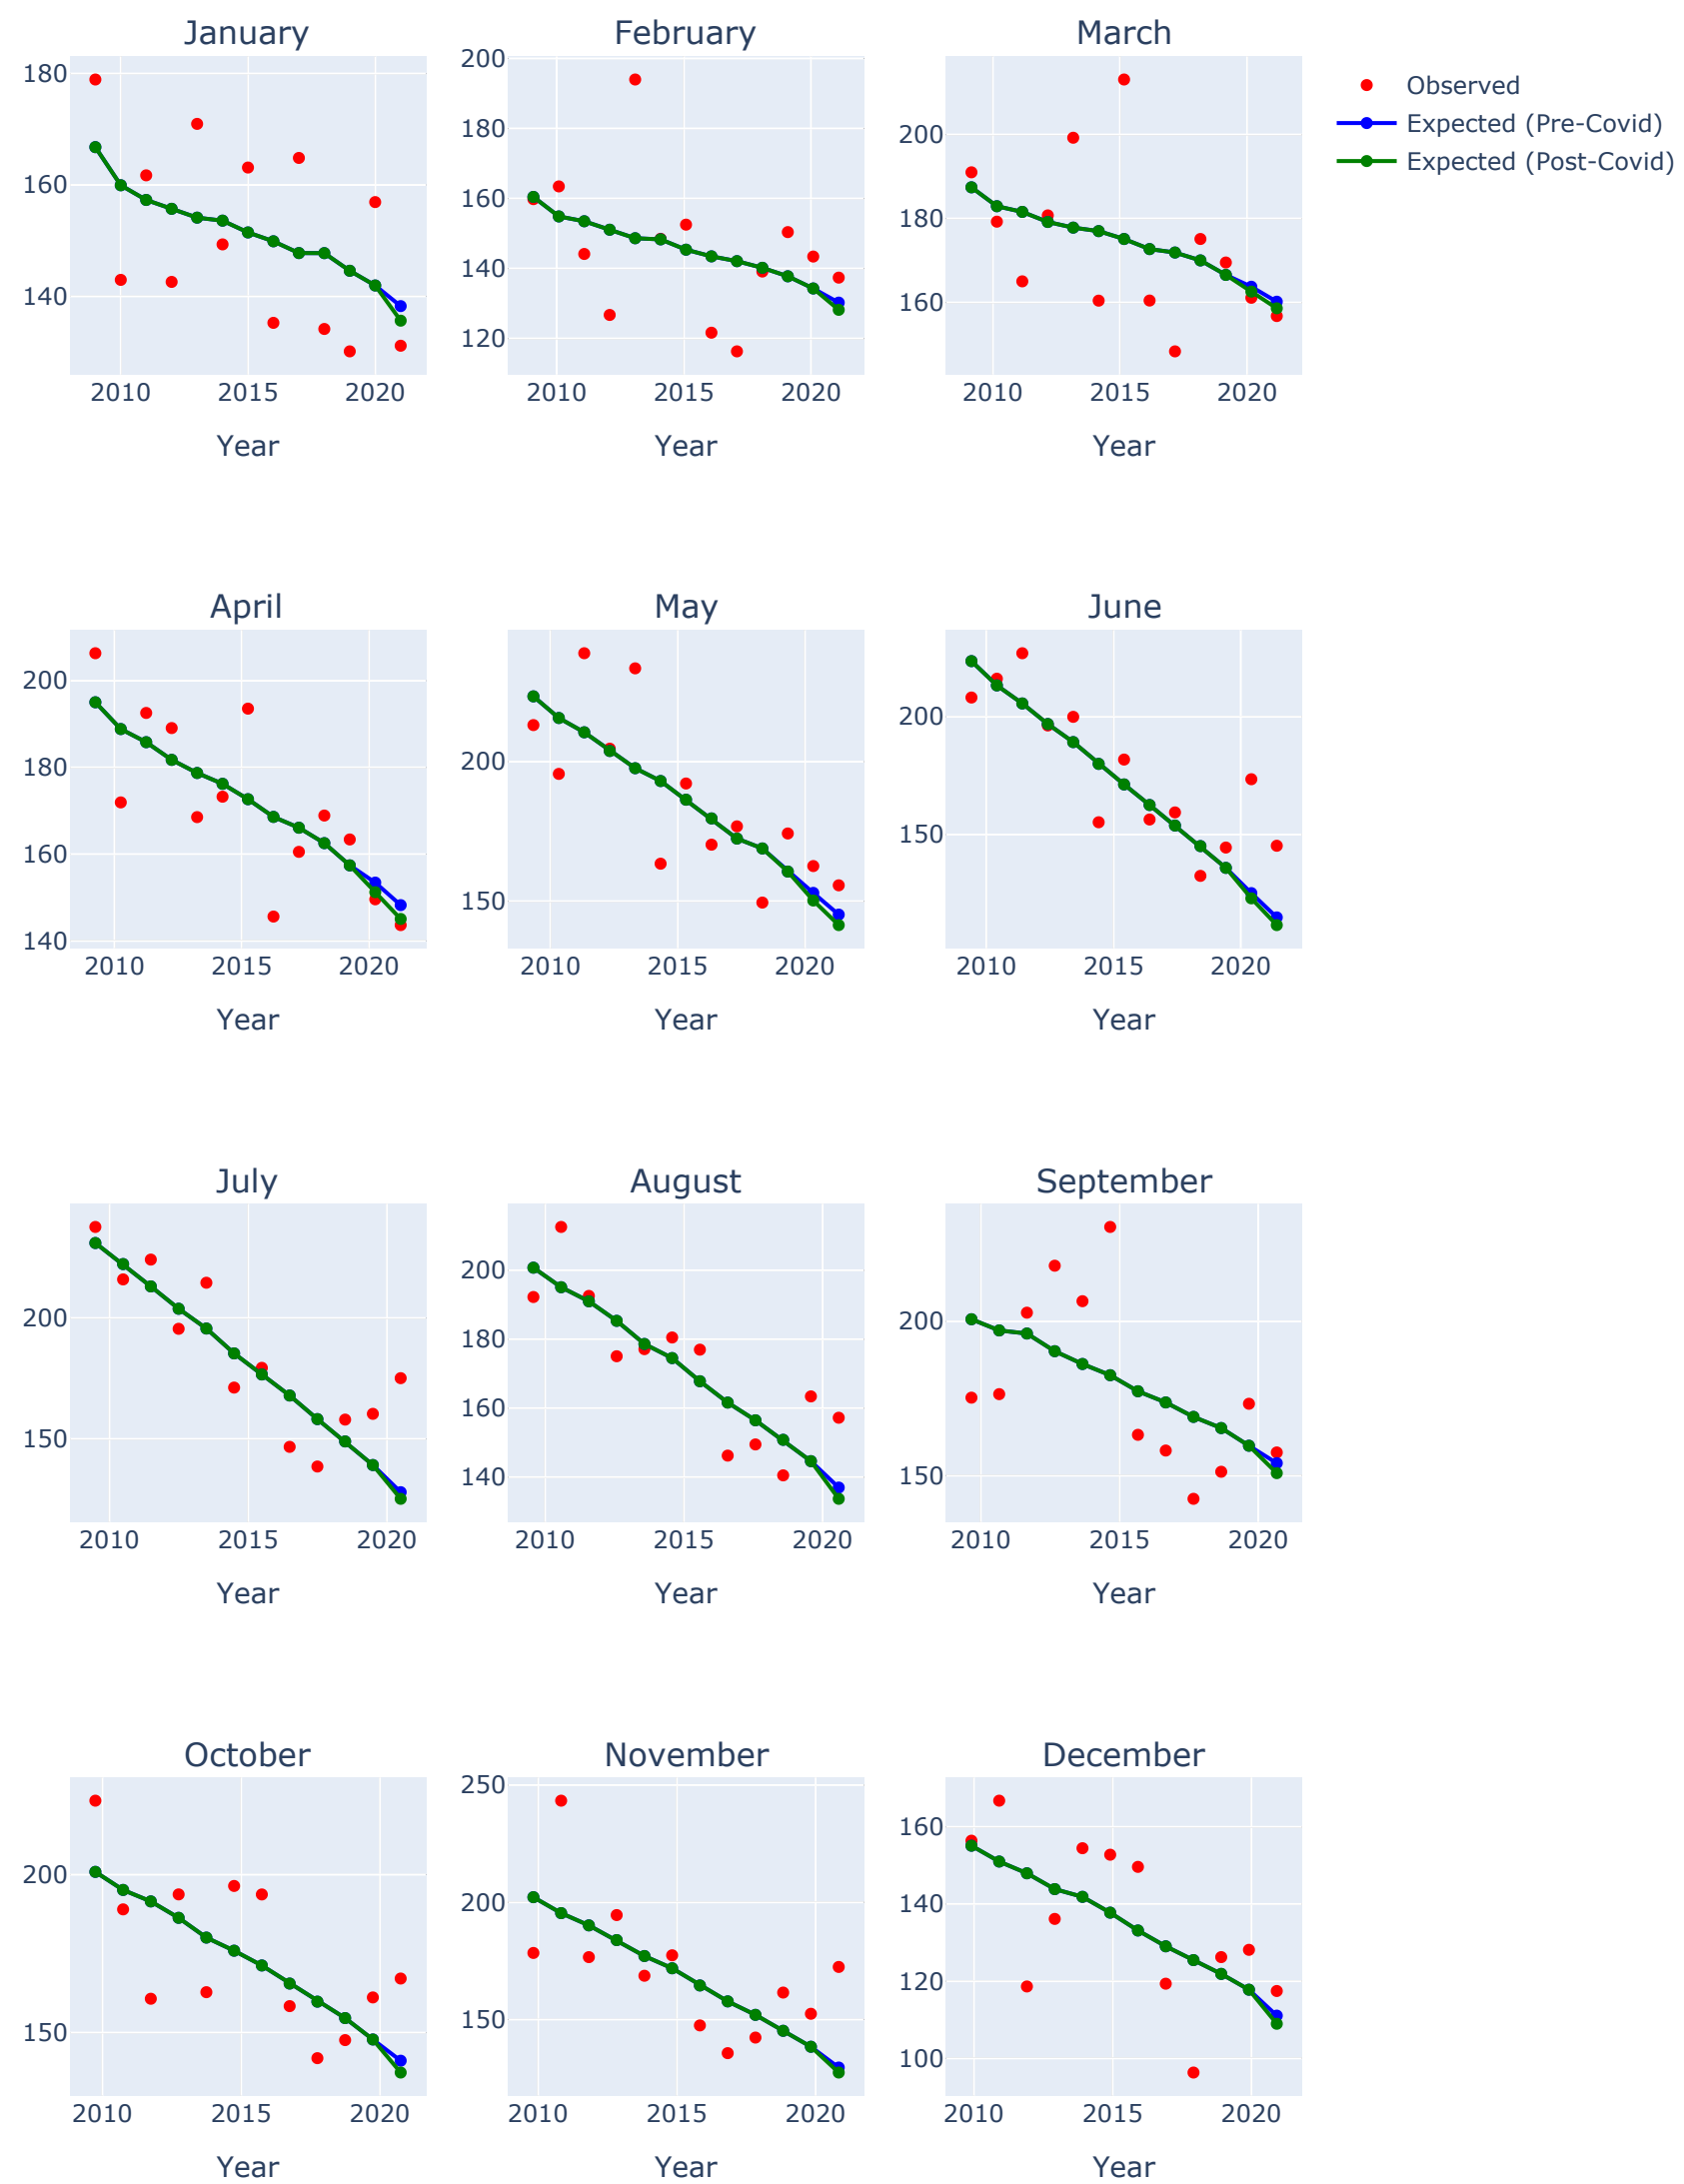 January February March
180
160
140
2010 2015 2020
Year
200
180
160
140
120
2010 2015 2020
Year
200
180
160
2010 2015 2020
Year
Observed
Expected (Pre-Covid)
Expected (Post-Covid)
April May June
200
180
160
140
2010 2015 2020
Year
200
150
2010 2015 2020
Year
200
150
2010 2015 2020
Year
July August September
200
150
2010 2015 2020
Year
200
180
160
140
2010 2015 2020
Year
200
150
2010 2015 2020
Year
October November December
200
150
2010 2015 2020
Year
250
200
150
2010 2015 2020
Year
160
140
120
100
2010 2015 2020
Year